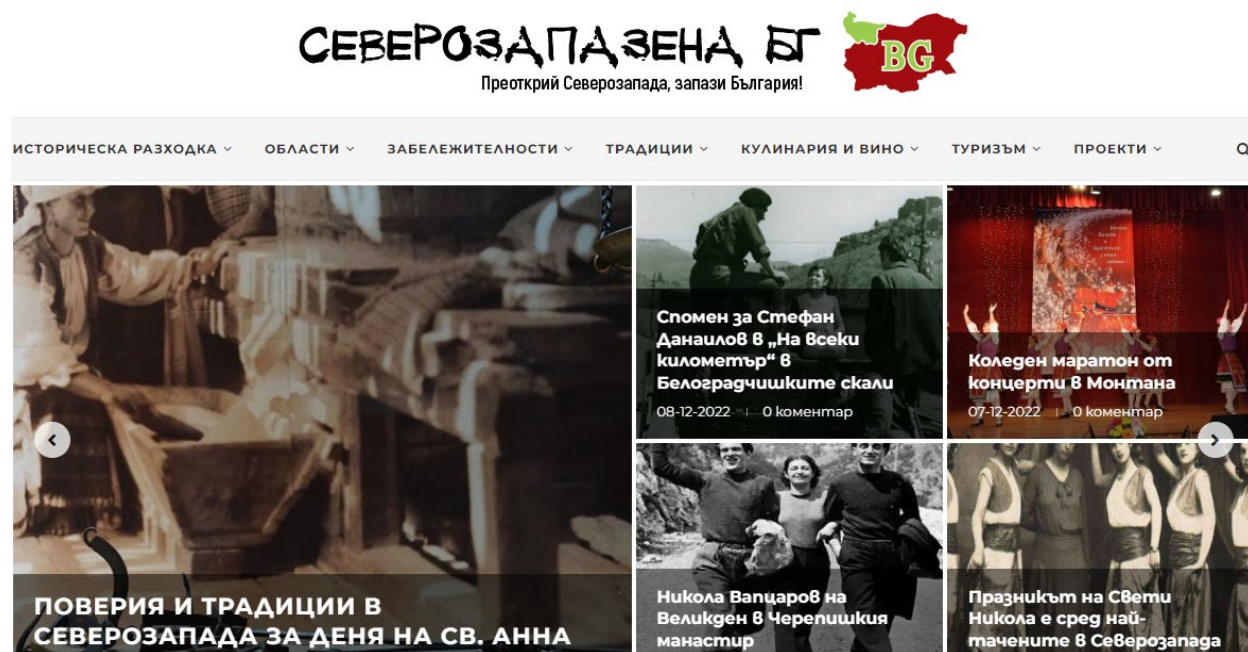 СЕВЕРОЗАПАЗЕНА БГ
BG
Преоткрий Северозапада, запази България!
ИСТОРИЧЕСКА РАЗХОДКА ОБЛАСТИ ЗАБЕЛЕЖИТЕЛНОСТИ ТРАДИЦИИ КУЛИНАРИЯ И ВИНО ТУРИЗЪМ ПРОЕКТИ
Спомен за Стефан
Данаилов в „На всеки
километър“ в
Белоградчишките скали
08-12-2022 | 0 коментар
Коледен маратон от
концерти в Монтана
07-12-2022 | 0 коментар
ПОВЕРИЯ И ТРАДИЦИИ В
СЕВЕРОЗАПАДА ЗА ДЕНЯ НА СВ. АННА
Никола Вапцаров на
Великден в Черепишкия
манастир
Празникът на Свети
Никола е сред най-
тачените в Северозапада